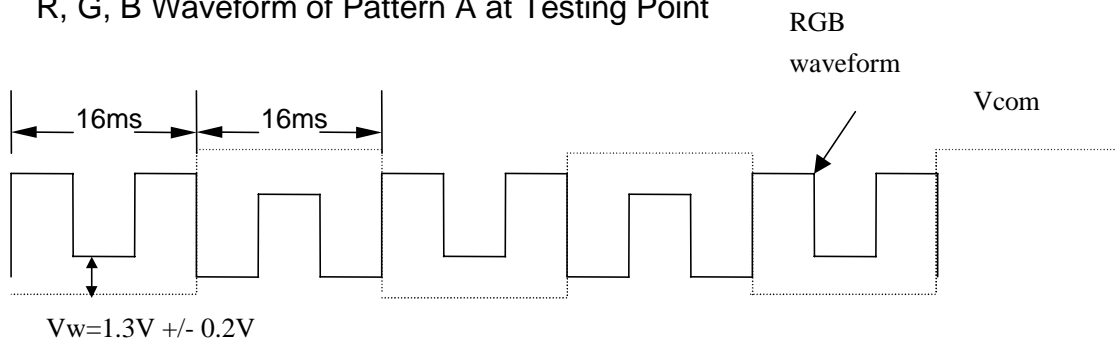 R, G, B Waveform of Pattern A at Testing Point
RGB
waveform
Vcom
16ms
16ms
Vw=1.3V +/- 0.2V